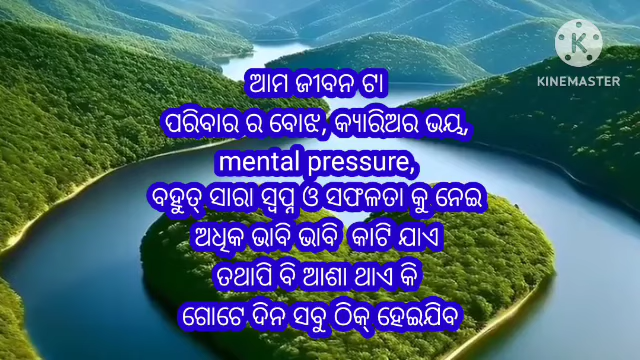 KINEMASTER
ଆମ ଜୀବନ ଟା
ପରିବାର ର ବୋଝ, କ୍ୟାରିଅର ଭୟ,
mental pressure,
ବହୁତ୍ ସାରା ସ୍ୱପ୍ନ ଓ ସଫଳତା କୁ ନେଇ
ଅଧିକ ଭାବି ଭାବି କାଟି ଯାଏ
ତଥାପି ବି ଆଶା ଥାଏ କି
ଗୋଟେ ଦିନ ସବୁ ଠିକ୍ ହେଇଯିବ